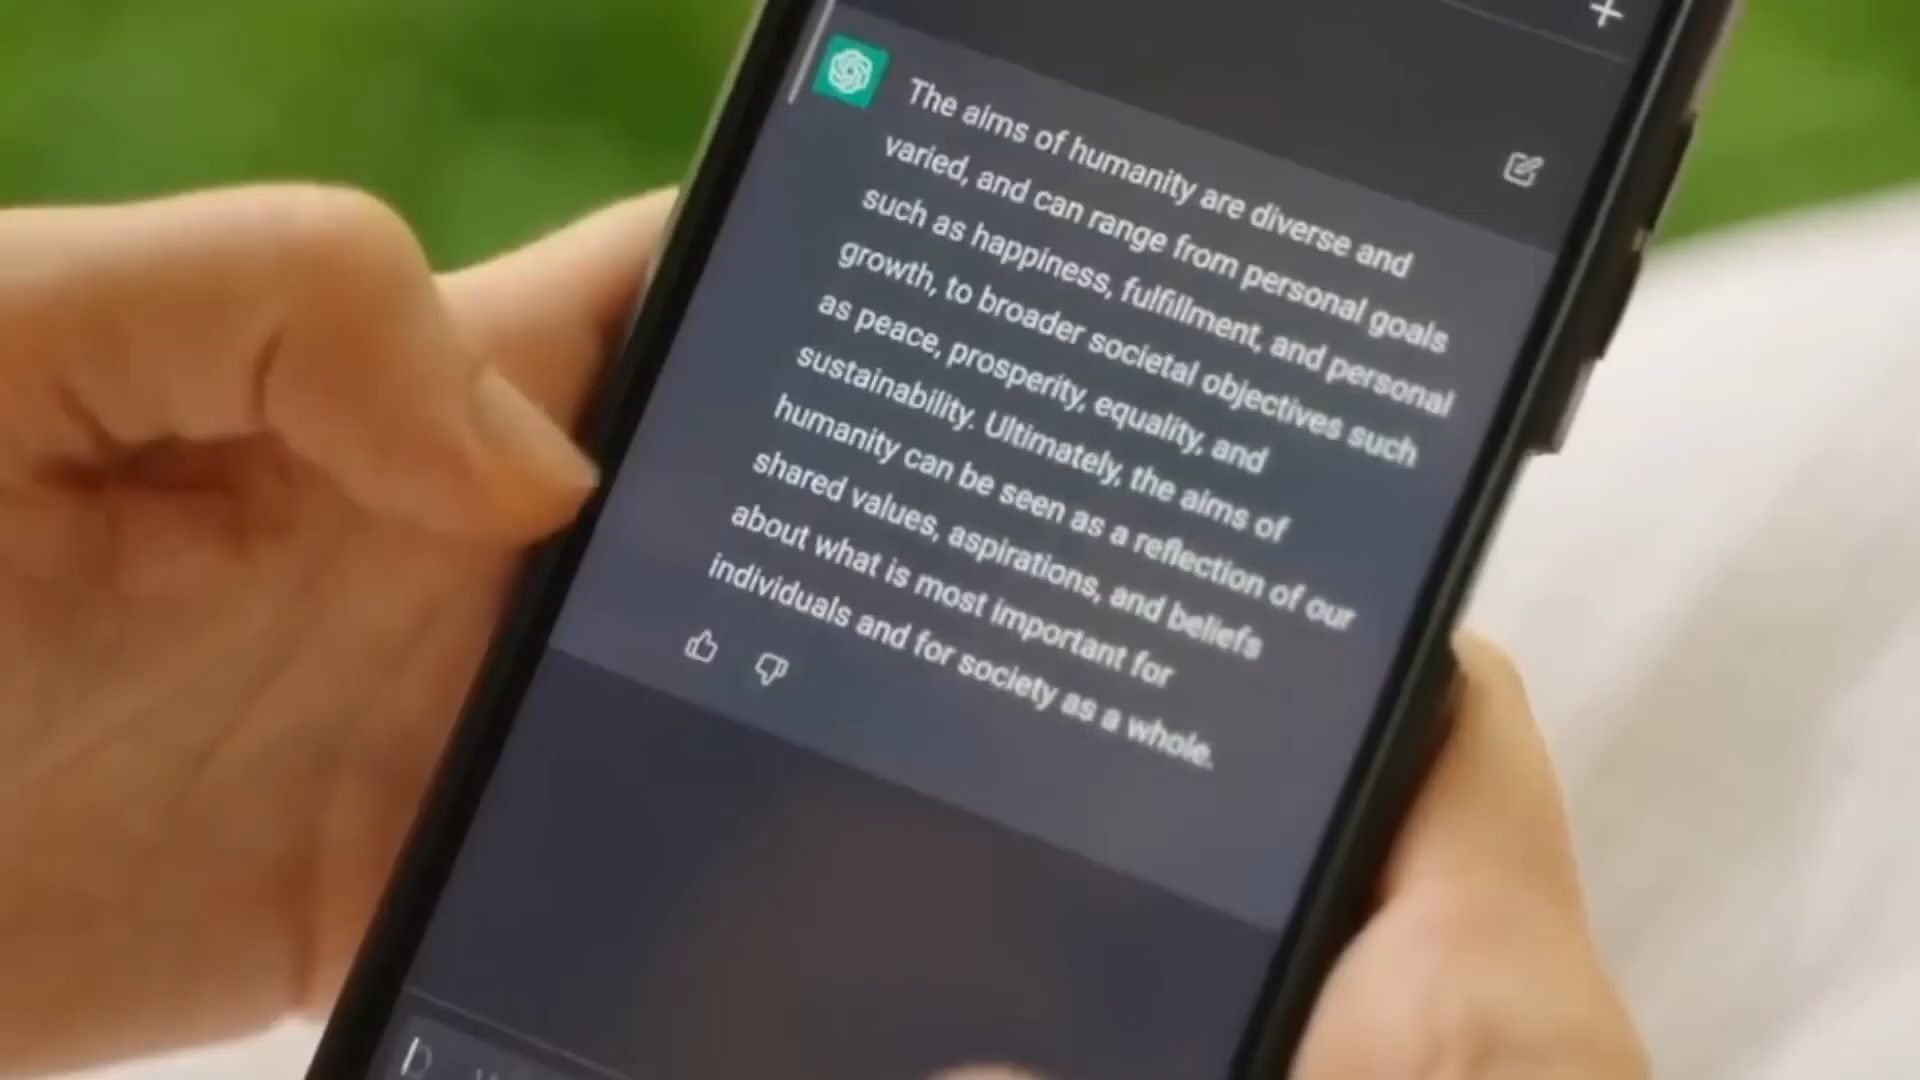 The aims of humanity are diverse and
varied, and can range from personal goals
such as happiness, fulfillment, and personal
growth, to broader societal objectives such
as peace, prosperity, equality, and
sustainability. Ultimately, the aims of
humanity can be seen as a reflection of our
shared values, aspirations, and beliefs
about what is most important for
individuals and for society as a whole.